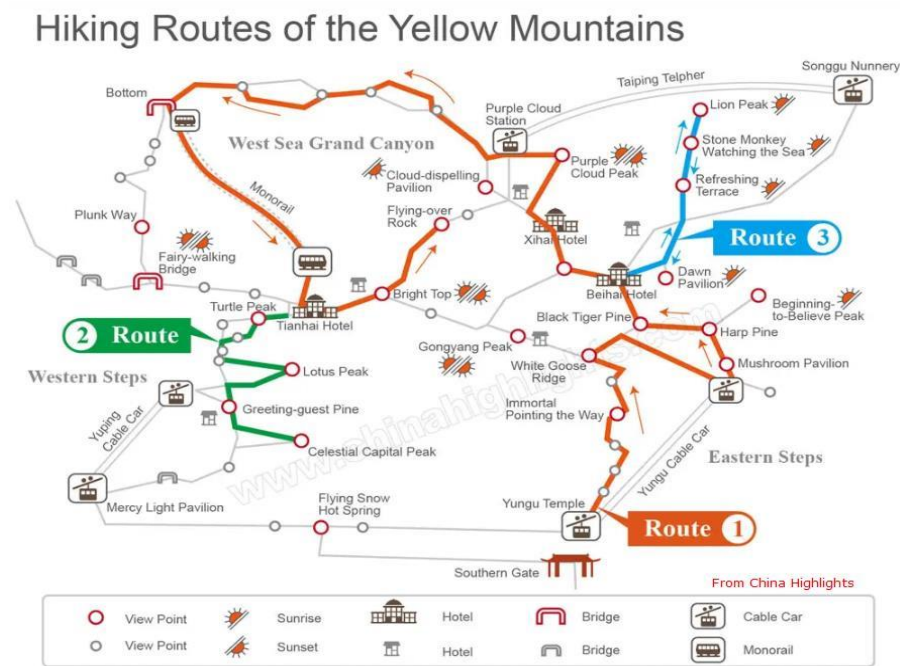 Hiking Routes of the Yellow Mountains
Songgu Nunnery
Taiping Telpher
Bottom
Purple Cloud
Station
Lion Peak
West Sea Grand Canyon
Stone Monkey
Watching the Sea
Purple
Cloud Peak
Cloud-dispelling
Pavilion
Refreshing
Terrace
Monorail
Plunk Way
Flying-over
Rock
Xihai Hotel
Route 3
Fairy-walking
Bridge
Dawn
Pavilion
Bright Top
Beihai Hotel
Beginning-
to-Believe Peak
Turtle Peak
Tianhai Hotel
Black Tiger Pine
2 Route
Harp Pine
Gongyang Peak
White Goose
Ridge
Mushroom Pavilion
Western Steps
Lotus Peak
Immortal
Pointing the Way
Greeting-guest Pine
Yuping
Cable Car
Celestial Capital Peak
Yungu Cable Car
Eastern Steps
www.chinahighlights.com
Mercy Light Pavilion
Flying Snow
Hot Spring
Yungu Temple
Route 1
Southern Gate
From China Highlights
View Point
Sunrise
Hotel
Bridge
Cable Car
View Point
Sunset
Hotel
Bridge
Monorail